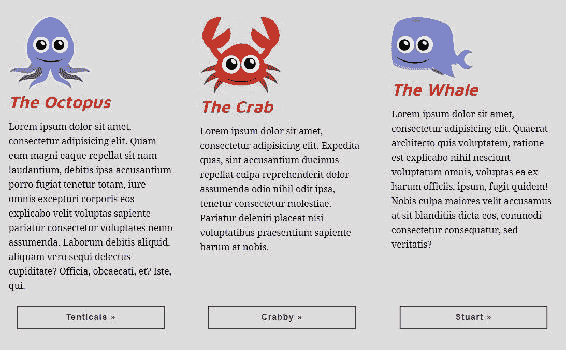 The Octopus
Lorem ipsum dolor sit amet,
consectetur adipisicing elit. Quam
eum magni eaque repellat sit nam
laudantium, debitis ipsa accusantium
porro fugiat tenetur totam, iure
omnis excepturi corporis eos
explicabo velit voluptas sapiente
pariatur consectetur voluptates nemo
assumenda. Laborum debitis aliquid,
aliquam vero sequi delectus
cupiditate? Officia, obcaecati, et? Iste,
qui.
Tenticals »
The Crab
Lorem ipsum dolor sit amet,
consectetur adipisicing elit. Expedita
quas, sint accusantium ducimus
repellat culpa reprehenderit dolor
assumenda odio nihil odit ipsa,
tenetur consectetur molestiae.
Pariatur deleniti placeat nisi
voluptatibus praesentium sapiente
harum at nobis.
Crabby »
The Whale
Lorem ipsum dolor sit amet,
consectetur adipisicing elit. Quaerat
architecto quis voluptatem, ratione
est explicabo nihil nesciunt
voluptatum omnis, voluptas ea ex
harum officiis, ipsum, fugit quidem!
Nobis culpa maiores velit accusamus
at sit blanditiis dicta eos, commodi
consectetur consequatur, sed
veritatis?
Stuart »